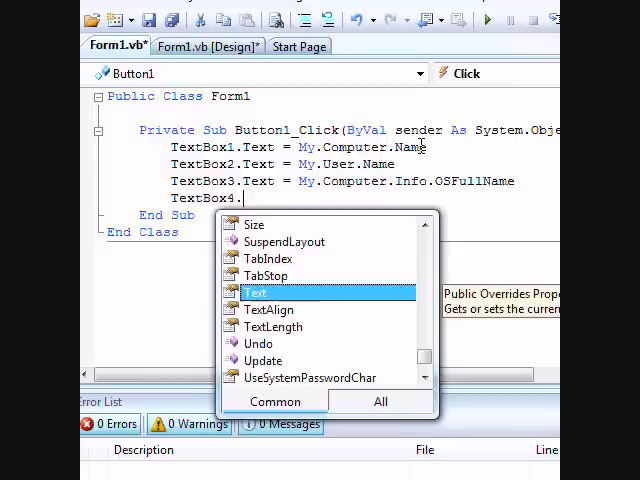 Form1.vb* Form1.vb [Design]* Start Page
Button1 Click
Public Class Form1
Private Sub Button1_Click(ByVal sender As System.Obje
TextBox1.Text = My.Computer.Name
TextBox2.Text = My.User.Name
TextBox3.Text = My.Computer.Info.OSFullName
TextBox4.
End Sub
End Class
Size
SuspendLayout
TabIndex
TabStop
Text
TextAlign
TextLength
Undo
Update
UseSystemPasswordChar
Common All
Public Overrides Prope
Gets or sets the curren
Error List
0 Errors 0 Warnings 0 Messages
Description File Line